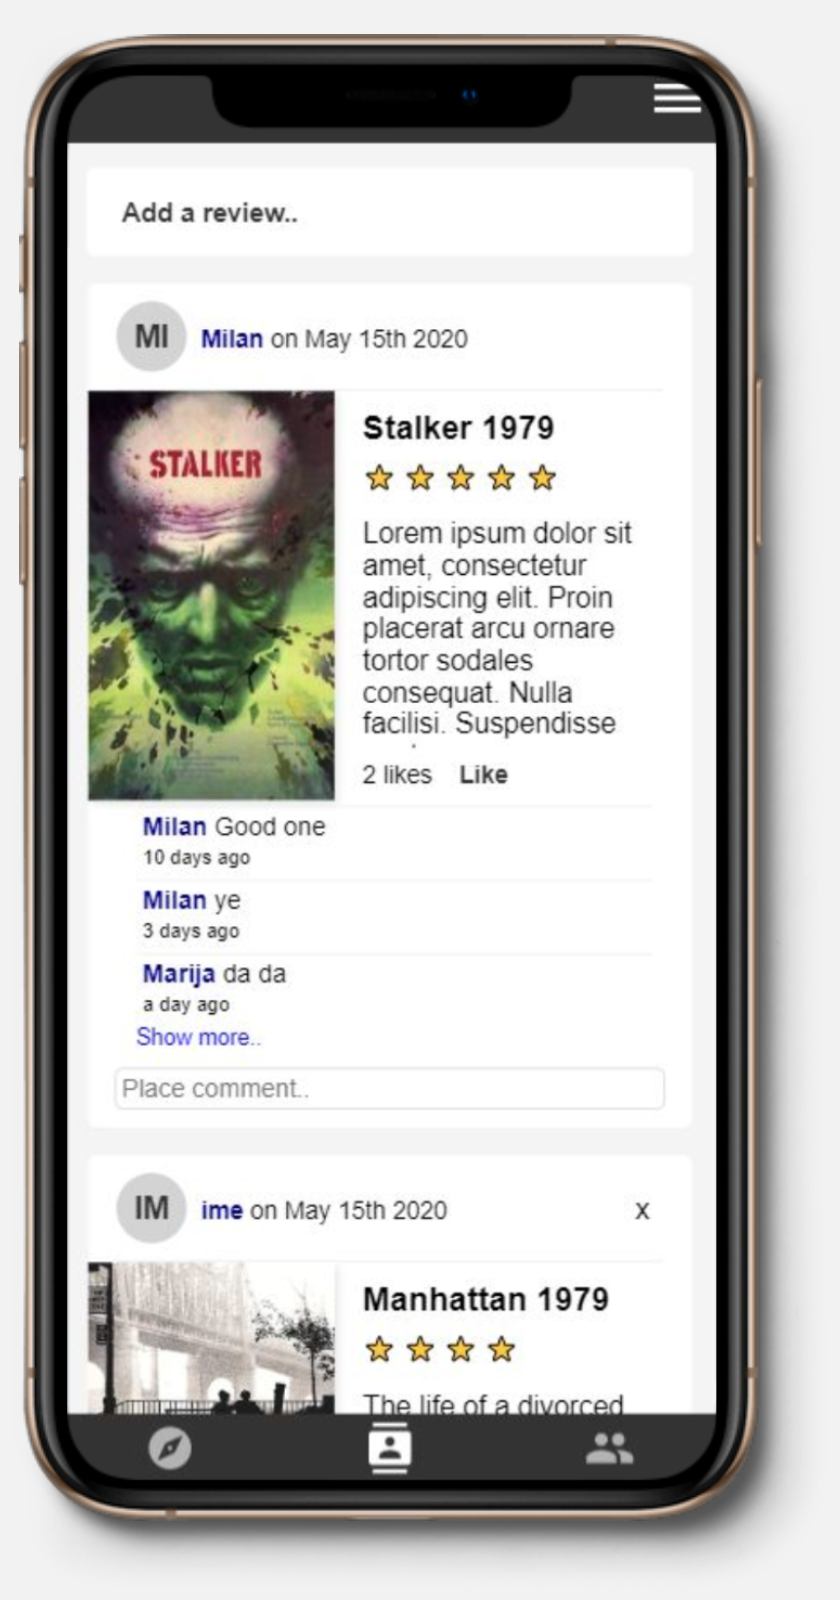 Add a review..
MI
Milan on May 15th 2020
STALKER
Stalker 1979
Lorem ipsum dolor sit
amet, consectetur
adipiscing elit. Proin
placerat arcu ornare
tortor sodales
consequat. Nulla
facilisi. Suspendisse
2 likes Like
Milan Good one
10 days ago
Milan ye
3 days ago
Marija da da
a day ago
Show more..
Place comment..
IM
ime on May 15th 2020
X
Manhattan 1979
The life of a divorced